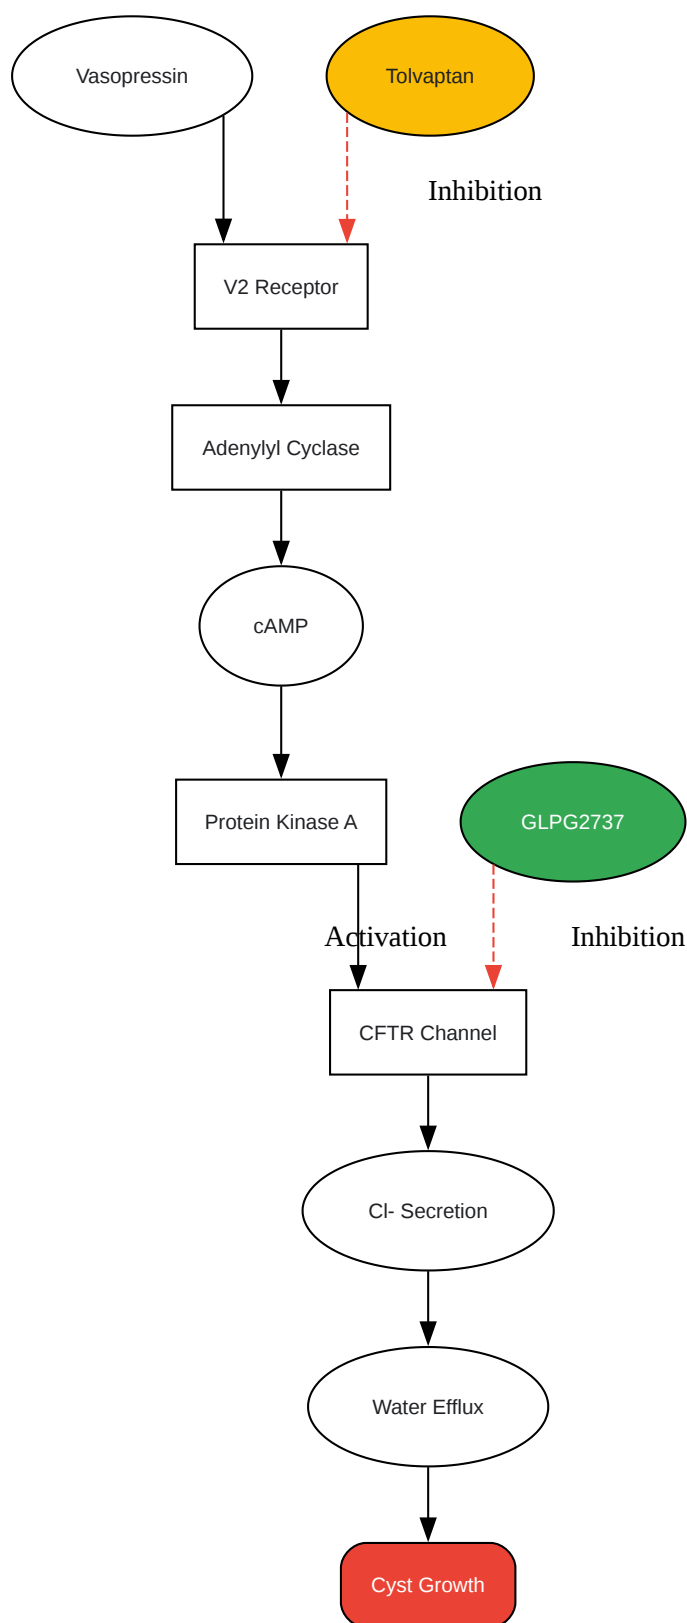 Vasopressin
Tolvaptan
Inhibition
V2 Receptor
Adenylyl Cyclase
cAMP
Protein Kinase A
GLPG2737
Activation
Inhibition
CFTR Channel
Cl- Secretion
Water Efflux
Cyst Growth